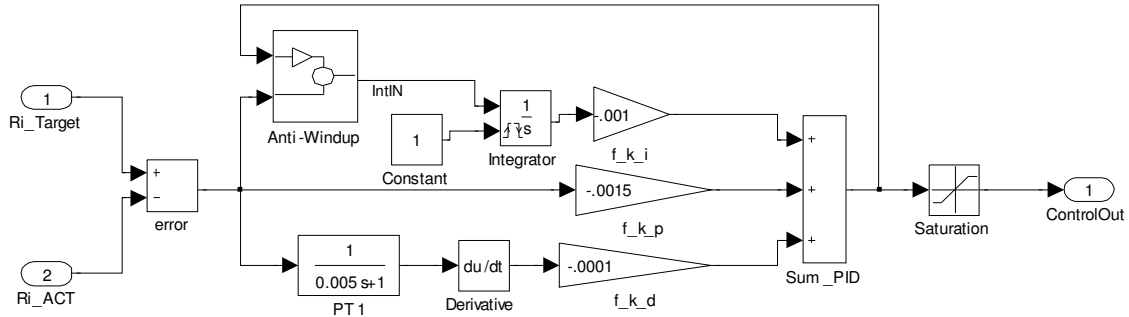 1
Ri_Target
2
Ri_ACT
+
−
error
Anti-Windup
IntIN
1
Constant
1
s
Integrator
-.001
f_k_i
-.0015
f_k_p
1
0.005s+1
PT1
du/dt
Derivative
-.0001
f_k_d
+
+
+
Sum_PID
Saturation
1
ControlOut